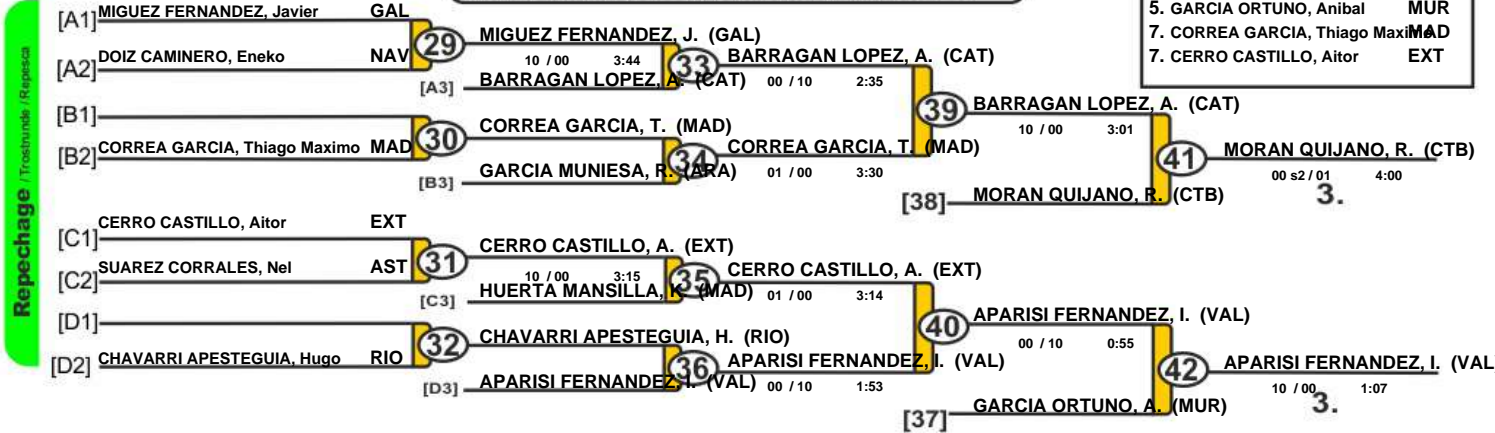 Repechage / Trostrunde / Repesca
5. GARCIA ORTUNO, Anibal MUR
7. CORREA GARCIA, Thiago Maximo MAD
7. CERRO CASTILLO, Aitor EXT
[A1] MIGUEZ FERNANDEZ, Javier GAL
[A2] DOIZ CAMINERO, Eneko NAV
29
MIGUEZ FERNANDEZ, J. (GAL)
10 / 00 3:44
[A3] BARRAGAN LOPEZ, A. (CAT)
33
BARRAGAN LOPEZ, A. (CAT)
00 / 10 2:35
[B1]
[B2] CORREA GARCIA, Thiago Maximo MAD
30
CORREA GARCIA, T. (MAD)
[B3] GARCIA MUNIESA, R. (ARA)
34
CORREA GARCIA, T. (MAD)
01 / 00 3:30
39
BARRAGAN LOPEZ, A. (CAT)
10 / 00 3:01
[38] MORAN QUIJANO, R. (CTB)
41
MORAN QUIJANO, R. (CTB)
00 s2 / 01 4:00
3.
[C1] CERRO CASTILLO, Aitor EXT
[C2] SUAREZ CORRALES, Nel AST
31
CERRO CASTILLO, A. (EXT)
10 / 00 3:15
[C3] HUERTA MANSILLA, K. (MAD)
35
CERRO CASTILLO, A. (EXT)
01 / 00 3:14
[D1]
[D2] CHAVARRI APESTEGUIA, Hugo RIO
32
CHAVARRI APESTEGUIA, H. (RIO)
[D3] APARISI FERNANDEZ, I. (VAL)
36
APARISI FERNANDEZ, I. (VAL)
00 / 10 1:53
40
APARISI FERNANDEZ, I. (VAL)
00 / 10 0:55
[37] GARCIA ORTUNO, A. (MUR)
42
APARISI FERNANDEZ, I. (VAL
10 / 00 1:07
3.